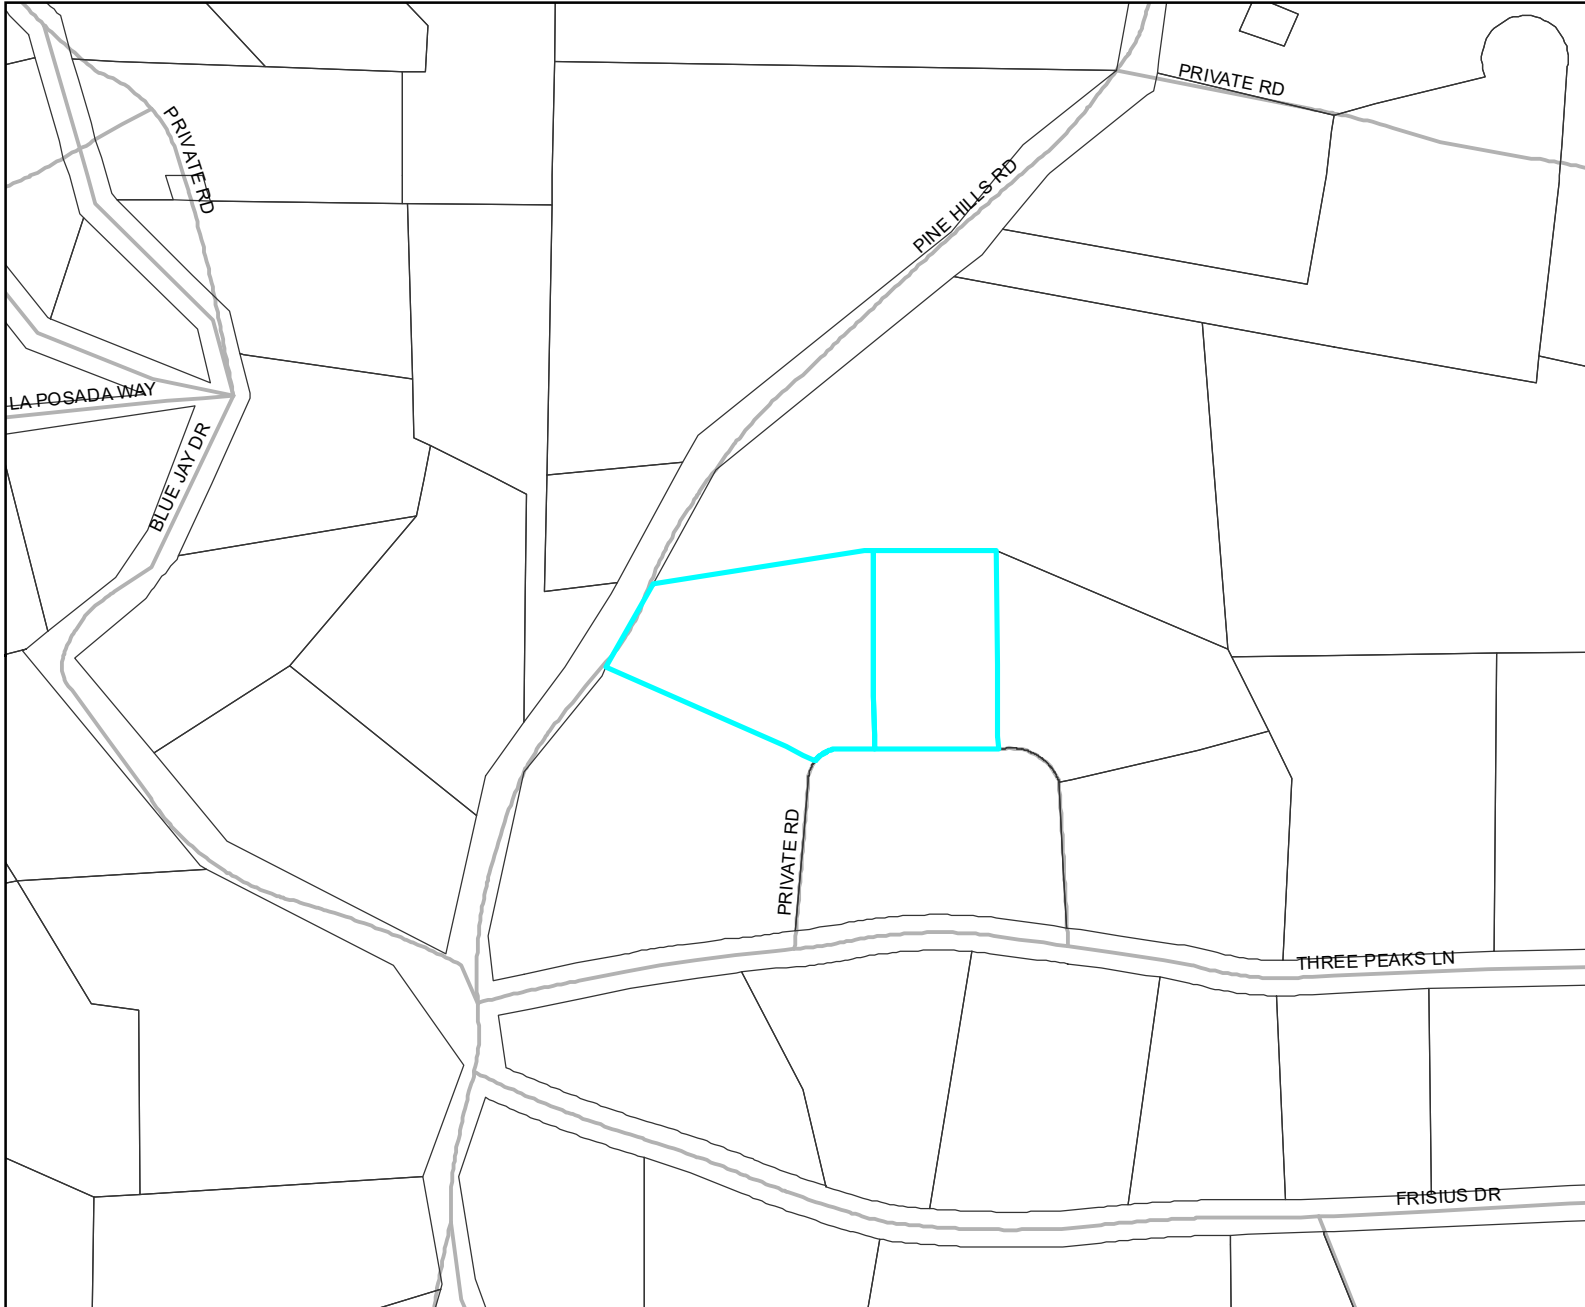 PRIVATE RD
PRIVATE RD
PINE HILLS RD
LA POSADA WAY
BLUE JAY DR
PRIVATE RD
THREE PEAKS LN
FRISIUS DR